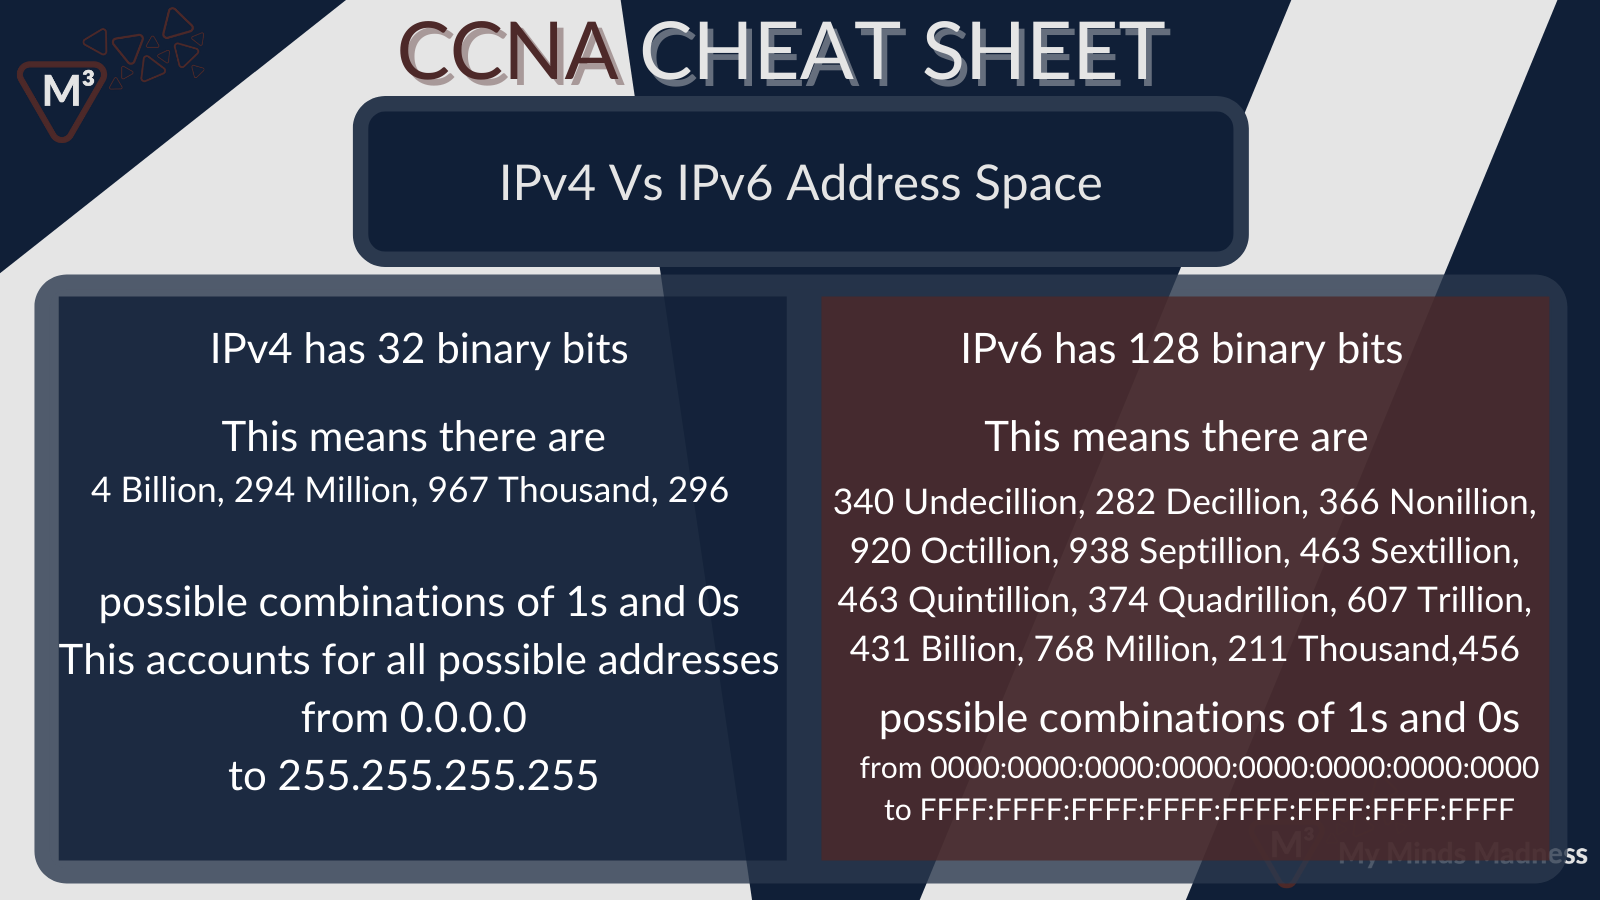 M³
CCNA CHEAT SHEET
IPv4 Vs IPv6 Address Space
IPv4 has 32 binary bits
This means there are
4 Billion, 294 Million, 967 Thousand, 296
possible combinations of 1s and 0s
This accounts for all possible addresses
from 0.0.0.0
to 255.255.255.255
IPv6 has 128 binary bits
This means there are
340 Undecillion, 282 Decillion, 366 Nonillion,
920 Octillion, 938 Septillion, 463 Sextillion,
463 Quintillion, 374 Quadrillion, 607 Trillion,
431 Billion, 768 Million, 211 Thousand,456
possible combinations of 1s and 0s
from 0000:0000:0000:0000:0000:0000:0000:0000
to FFFF:FFFF:FFFF:FFFF:FFFF:FFFF:FFFF:FFFF
M³
My Minds Madness